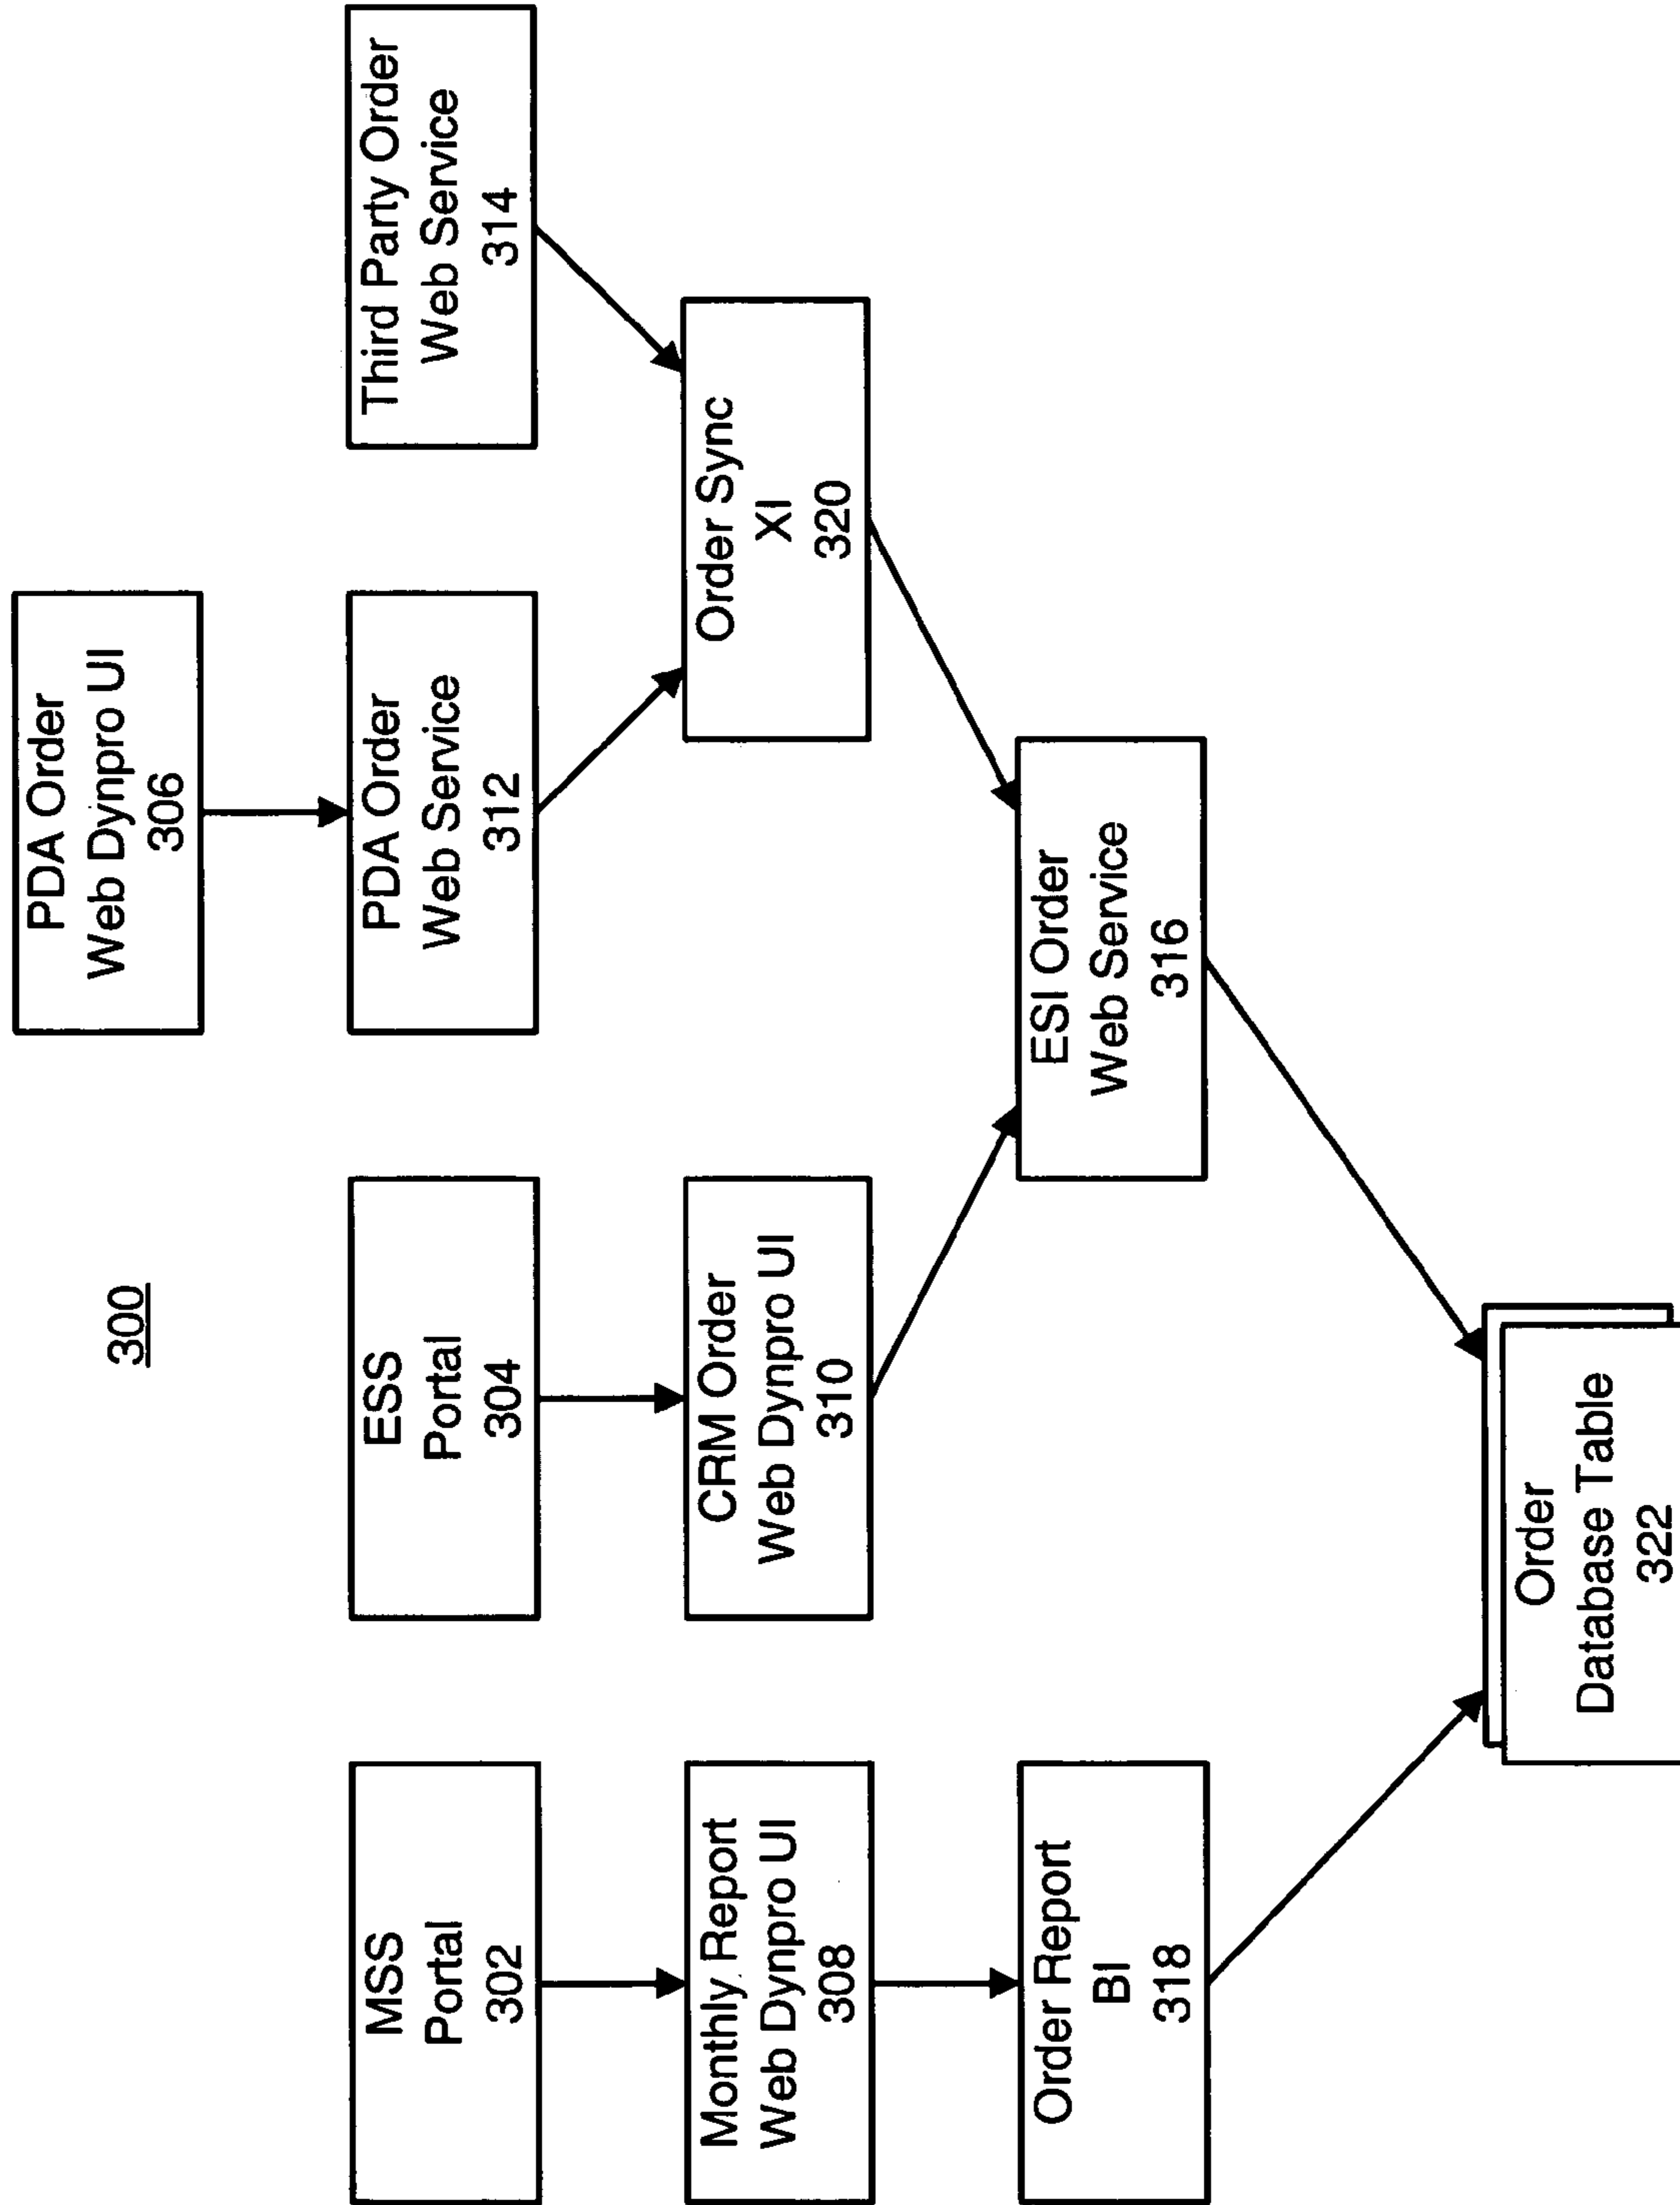 300
PDA Order
Web Dynpro UI
306
MSS
Portal
302
ESS
Portal
304
PDA Order
Web Service
312
Third Party Order
Web Service
314
Monthly Report
Web Dynpro UI
308
CRM Order
Web Dynpro UI
310
Order Sync
XI
320
Order Report
BI
318
ESI Order
Web Service
316
Order
Database Table
322